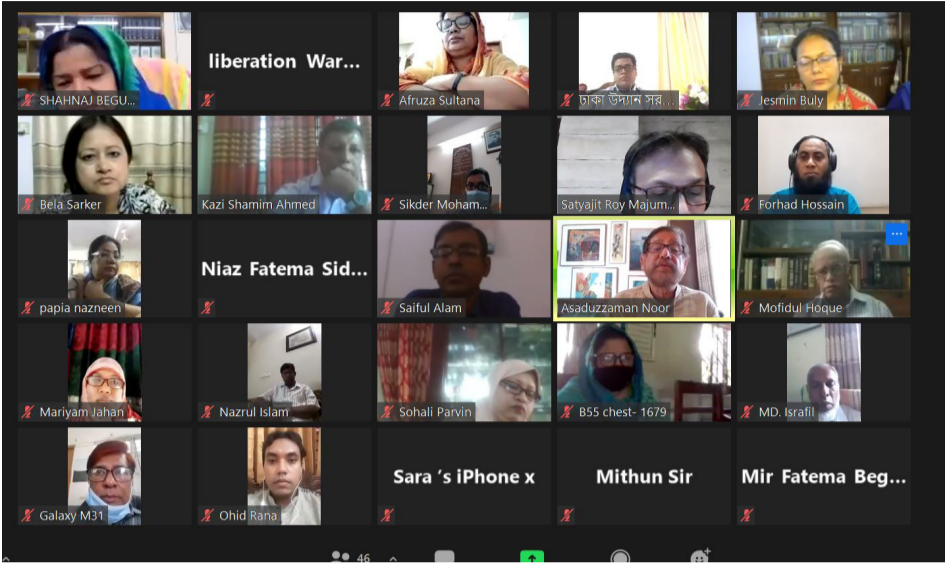 SHAHNAJ BEGU...
liberation War...
Afruza Sultana
ঢাকা উদ্যান সর...
Jesmin Buly
Bela Sarker
Kazi Shamim Ahmed
Sikder Moham...
Satyajit Roy Majum...
Forhad Hossain
papia nazneen
Niaz Fatema Sid...
Saiful Alam
Asaduzzaman Noor
Mofidul Hoque
Mariyam Jahan
Nazrul Islam
Sohali Parvin
B55 chest- 1679
MD. Israfil
Galaxy M31
Ohid Rana
Sara ‘s iPhone x
Mithun Sir
Mir Fatema Beg...
46